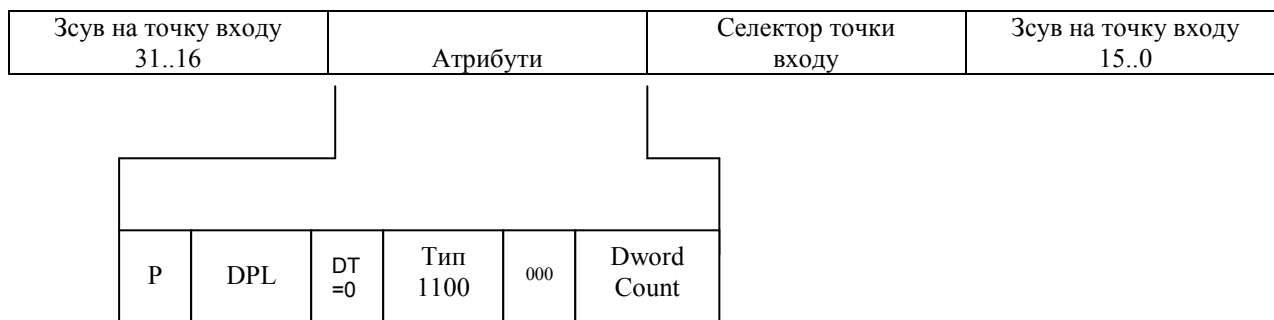 Зсув на точку входу
31..16
Атрибути
Селектор точки
входу
Зсув на точку входу
15..0
P
DPL
DT
=0
Тип
1100
000
Dword
Count